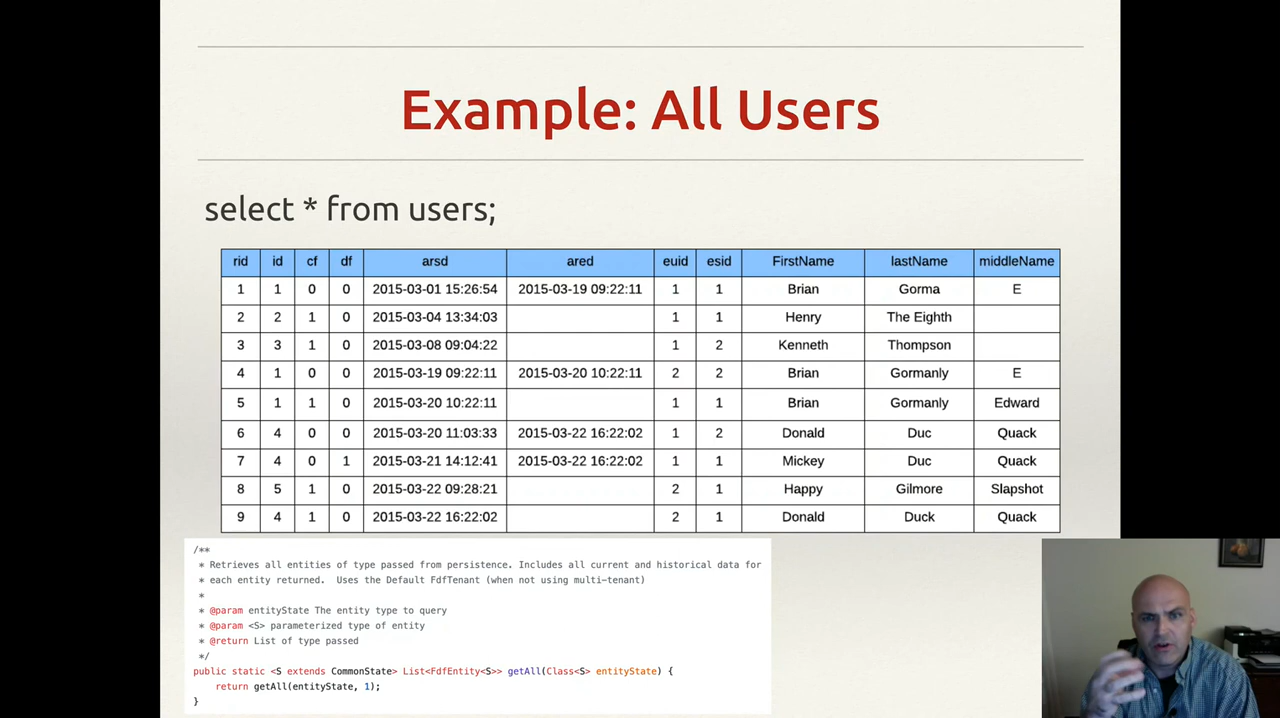 Example: All Users
select * from users;
rid id cf df arsd ared euid esid FirstName lastName middleName
1 1 0 0 2015-03-01 15:26:54 2015-03-19 09:22:11 1 1 Brian Gorma E
2 2 1 0 2015-03-04 13:34:03 1 1 Henry The Eighth
3 3 1 0 2015-03-08 09:04:22 1 2 Kenneth Thompson
4 1 0 0 2015-03-19 09:22:11 2015-03-20 10:22:11 2 2 Brian Gormanly E
5 1 1 0 2015-03-20 10:22:11 1 1 Brian Gormanly Edward
6 4 0 0 2015-03-20 11:03:33 2015-03-22 16:22:02 1 2 Donald Duc Quack
7 4 0 1 2015-03-21 14:12:41 2015-03-22 16:22:02 1 1 Mickey Duc Quack
8 5 1 0 2015-03-22 09:28:21 2 1 Happy Gilmore Slapshot
9 4 1 0 2015-03-22 16:22:02 2 1 Donald Duck Quack
/**
* Retrieves all entities of type passed from persistence. Includes all current and historical data for
* each entity returned.  Uses the Default FdfTenant (when not using multi-tenant)
*
* @param entityState The entity type to query
* @param <S> parameterized type of entity
* @return List of type passed
*/
public static <S extends CommonState> List<FdfEntity<S>> getAll(Class<S> entityState) {
return getAll(entityState, 1);
}